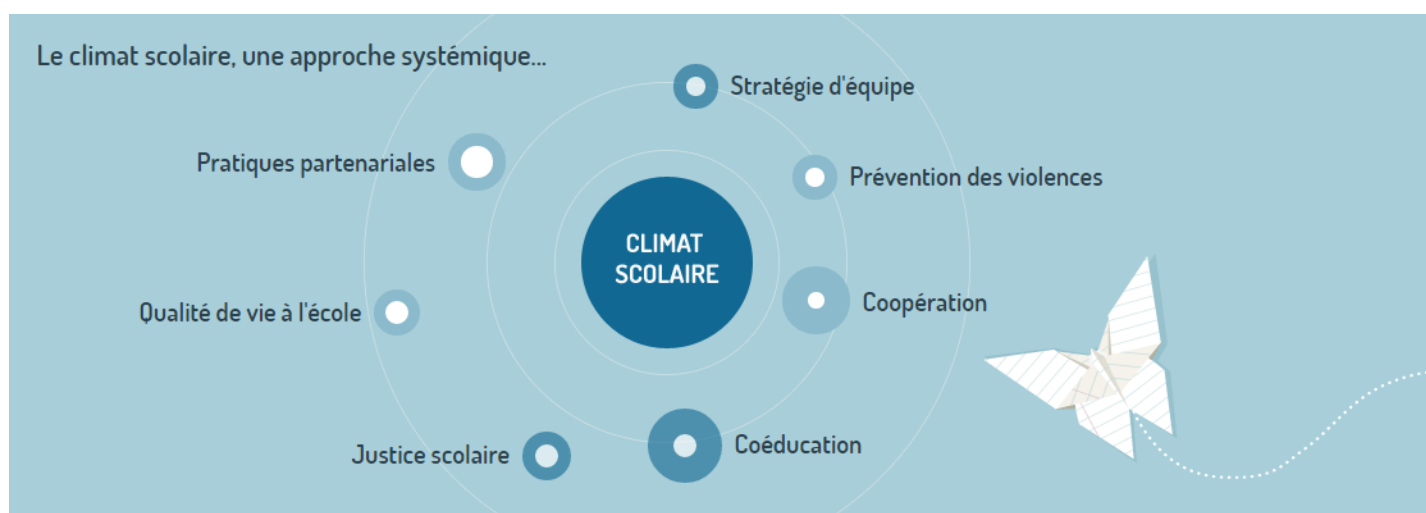 Le climat scolaire, une approche systémique...
Stratégie d'équipe
Pratiques partenariales
Prévention des violences
CLIMAT
SCOLAIRE
Coopération
Qualité de vie à l'école
Coéducation
Justice scolaire